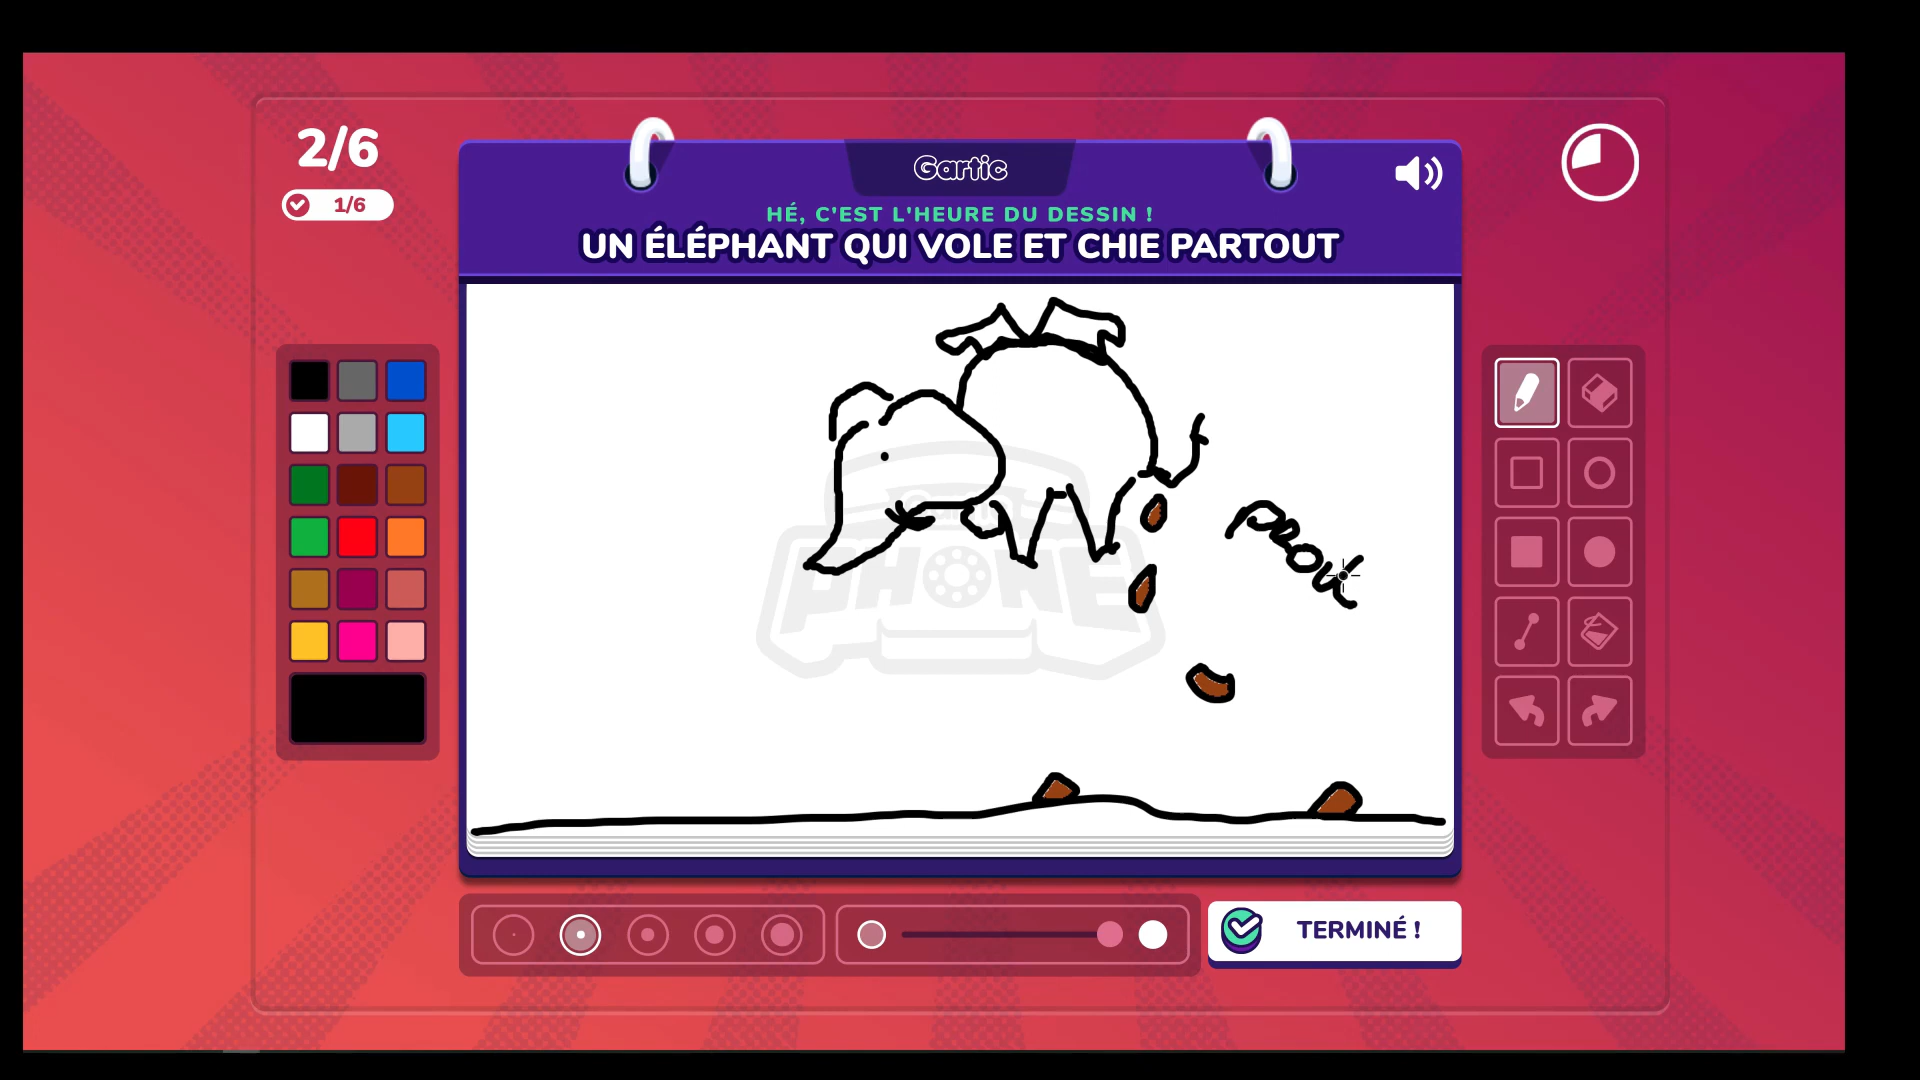 2/6
1/6
Gartic
HÉ, C'EST L'HEURE DU DESSIN !
UN ÉLÉPHANT QUI VOLE ET CHIE PARTOUT
PHONE
prout
TERMINÉ !